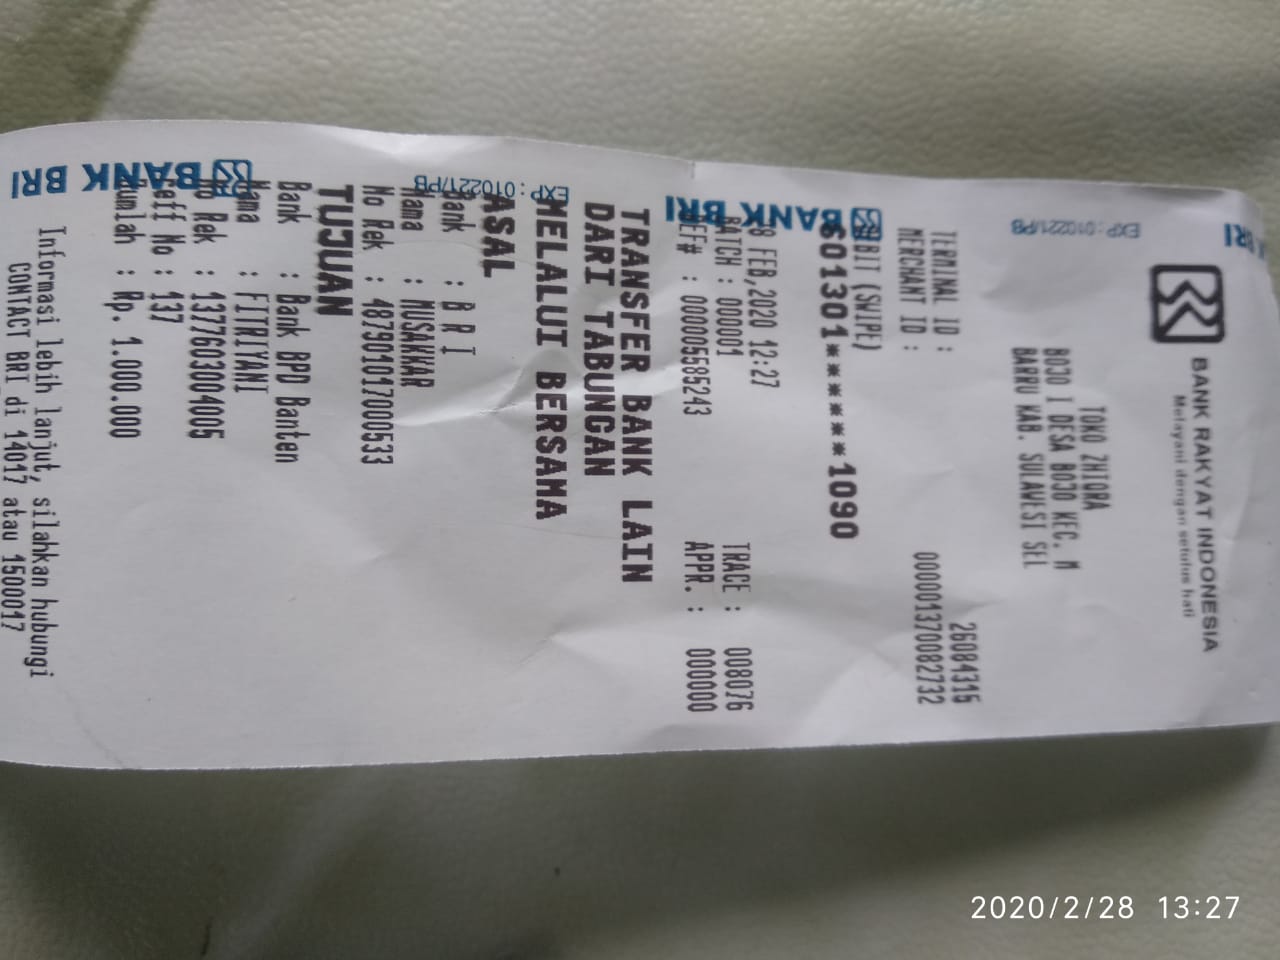 BANK RAKYAT INDONESIA
Melayani dengan setulus hati
TOKO ZHIQRA
BOJO I DESA BOJO KEC. M
BARRU KAB. SULAWESI SEL
TERMINAL ID : 26084315
MERCHANT ID : 000001370082732
(SWIPE)
601301*********1090
FEB,2020 12:27 TRACE : 008076
BATCH : 000001 APPR. : 000000
REF# : 000005585243
TRANSFER BANK LAIN
DARI TABUNGAN
MELALUI BERSAMA
ASAL
Bank : B R I
Nama : MUSAKKAR
No Rek : 487901017000533
TUJUAN
Bank : Bank BPD Banten
Nama : FITRIYANI
No Rek : 1377603004005
Reff No : 137
Jumlah : Rp. 1.000.000
Informasi lebih lanjut, silahkan hubungi
CONTACT BRI di 14017 atau 1500017
BANK BRI
EXP : 010221/PB
BANK BRI
EXP : 010221/PB
BRI
2020/2/28 13:27